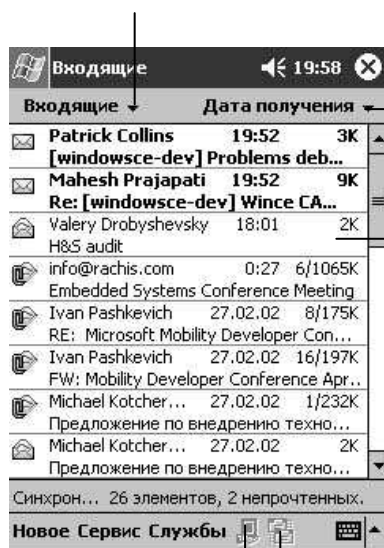 Входящие 19:58
Входящие Дата получения
Patrick Collins 19:52 3K
[windowsce-dev] Problems deb...
Mahesh Prajapati 19:52 9K
Re: [windowsce-dev] Wince CA...
Valery Drobyshevsky 18:01 2K
H&S audit
info@rachis.com 0:27 6/1065K
Embedded Systems Conference Meeting
Ivan Pashkevich 27.02.02 8/175K
RE: Microsoft Mobility Developer Con...
Ivan Pashkevich 27.02.02 16/197K
FW: Mobility Developer Conference Apr..
Michael Kotcher... 27.02.02 1/232K
Предложение по внедрению техно...
Michael Kotcher... 27.02.02 2K
Предложение по внедрению техно...
Синхрон... 26 элементов, 2 непрочтенных.
Новое Сервис Службы